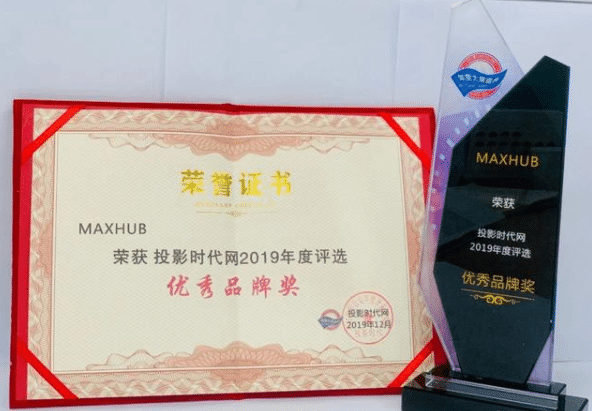 荣誉证书
MAXHUB
荣获 投影时代网2019年度评选
优秀品牌奖
投影时代网
2019年12月
MAXHUB
荣获
投影时代网
2019年度评选
优秀品牌奖